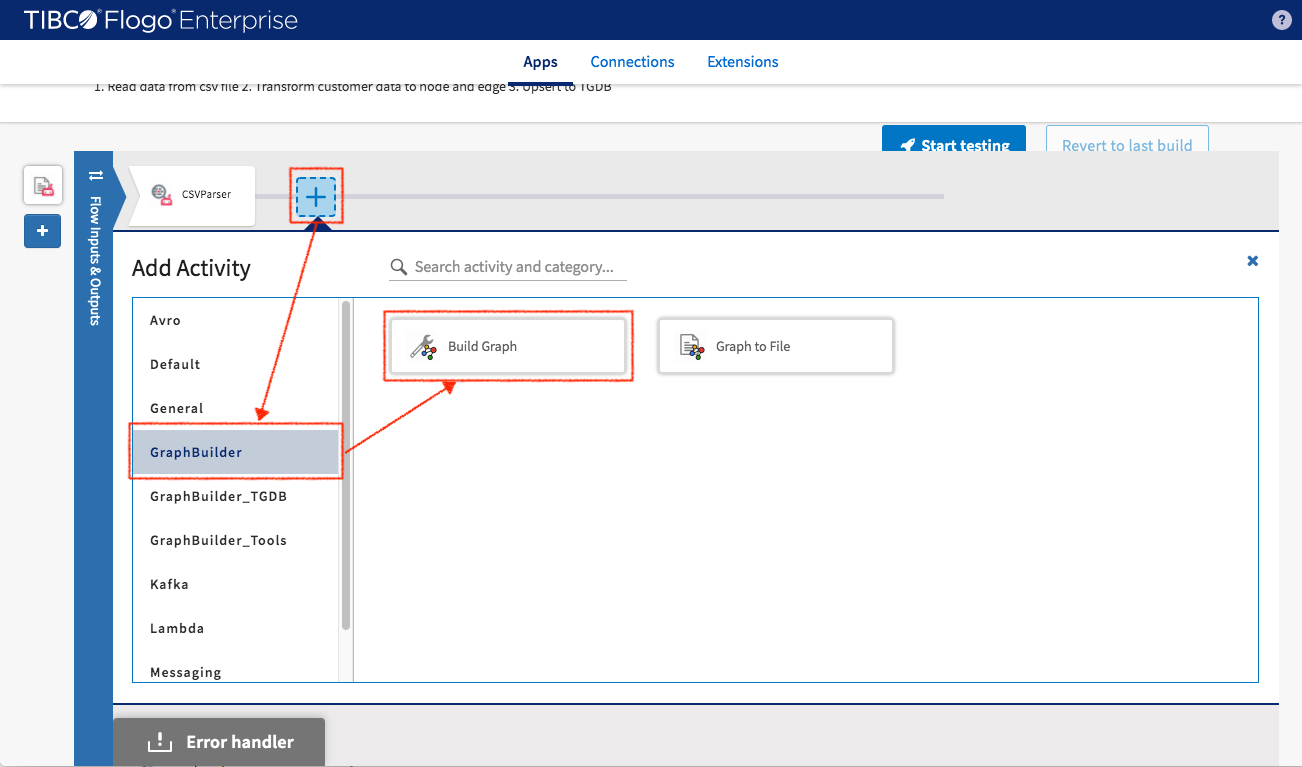 TIBCO® Flogo® Enterprise
?
Apps
Connections
Extensions
1. Read data from csv file 2. Transform customer data to node and edge 3. Upsert to TGDB
Start testing
Revert to last build
Flow Inputs & Outputs
CSVParser
Add Activity
Search activity and category...
Avro
Default
General
GraphBuilder
GraphBuilder_TGDB
GraphBuilder_Tools
Kafka
Lambda
Messaging
Build Graph
Graph to File
Error handler